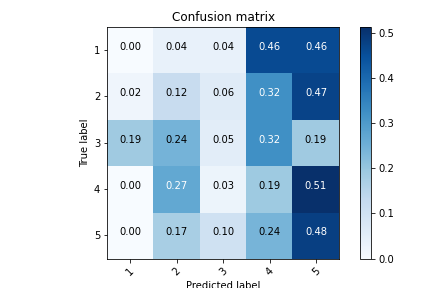 Confusion matrix
1 0.00 0.04 0.04 0.46 0.46
2 0.02 0.12 0.06 0.32 0.47
3 0.19 0.24 0.05 0.32 0.19
4 0.00 0.27 0.03 0.19 0.51
5 0.00 0.17 0.10 0.24 0.48
1 2 3 4 5
True label
Predicted label
0.5
0.4
0.3
0.2
0.1
0.0